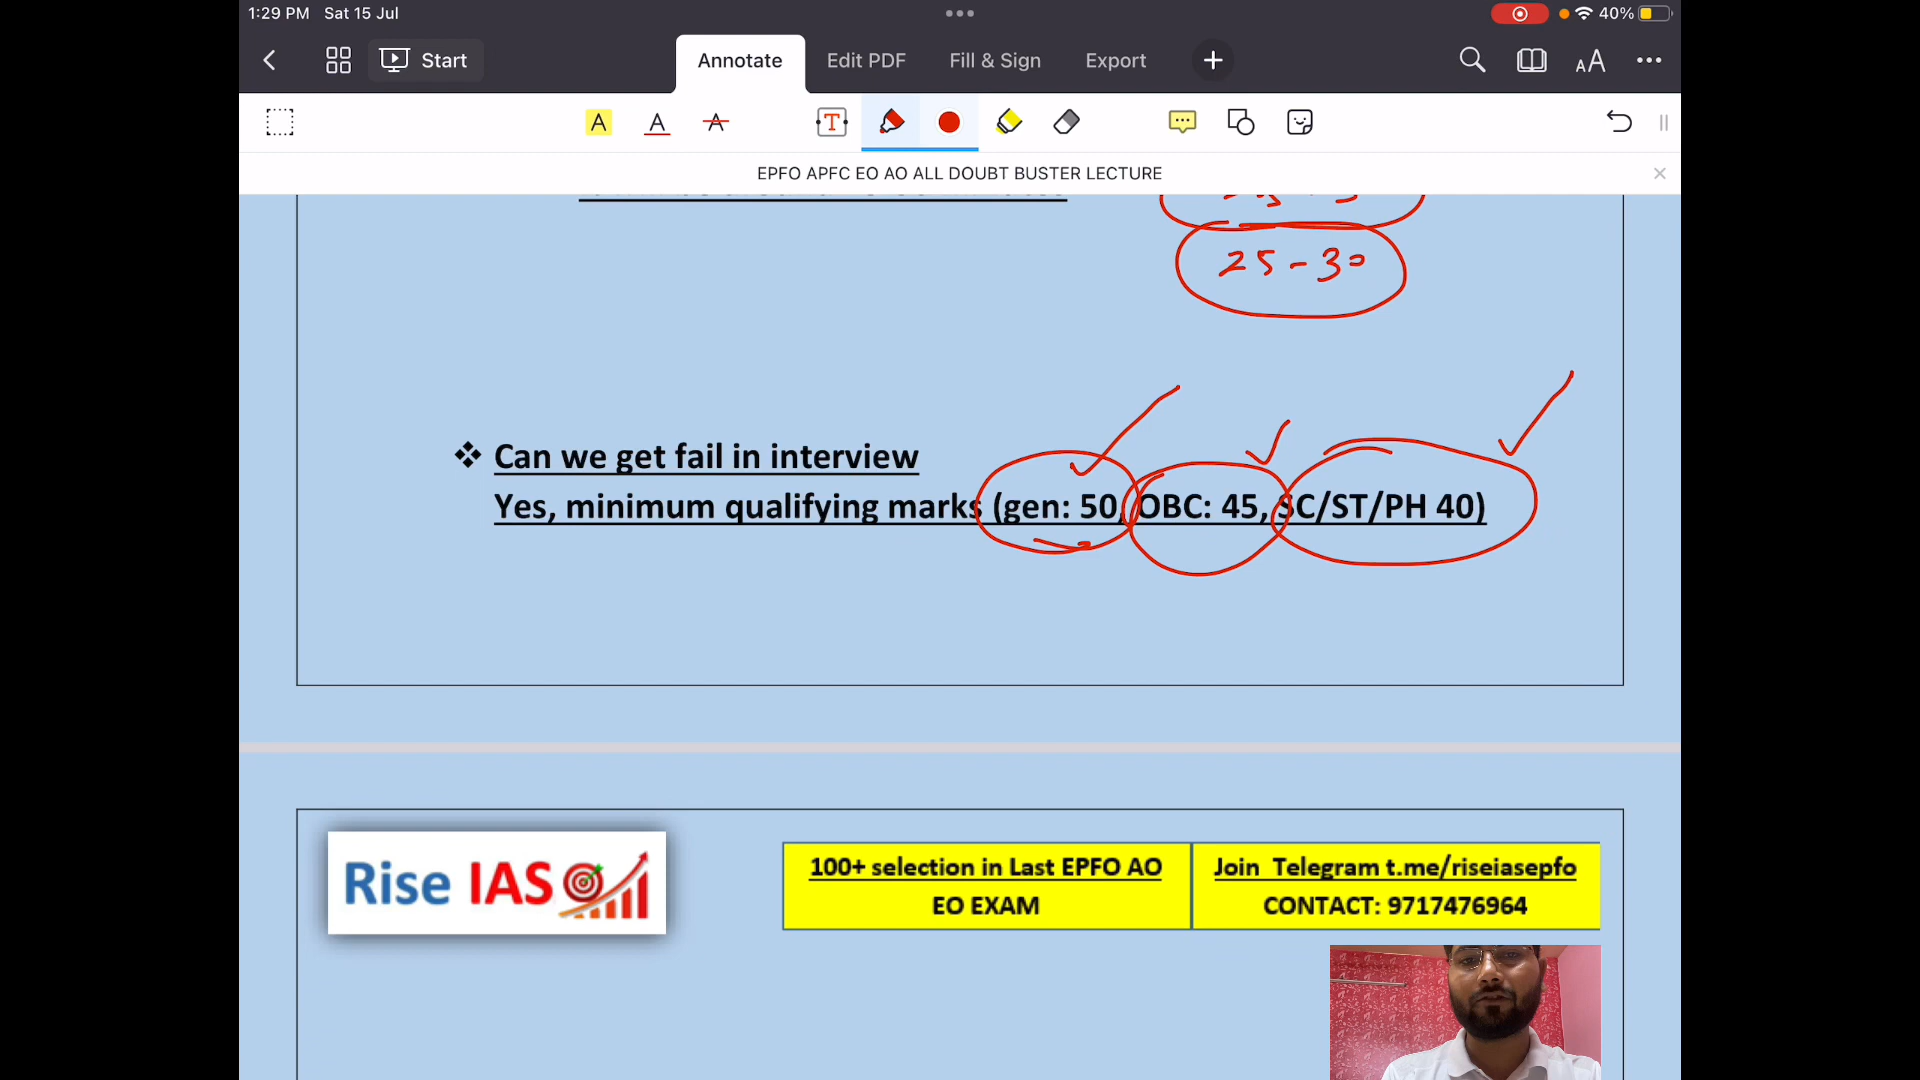 1:29 PM Sat 15 Jul
40%
Start
Annotate
Edit PDF
Fill & Sign
Export
AA
A A A T
EPFO APFC EO AO ALL DOUBT BUSTER LECTURE
25-30
Can we get fail in interview
Yes, minimum qualifying marks (gen: 50, OBC: 45, SC/ST/PH 40)
Rise IAS
100+ selection in Last EPFO AO
EO EXAM
Join Telegram t.me/riseiasepfo
CONTACT: 9717476964